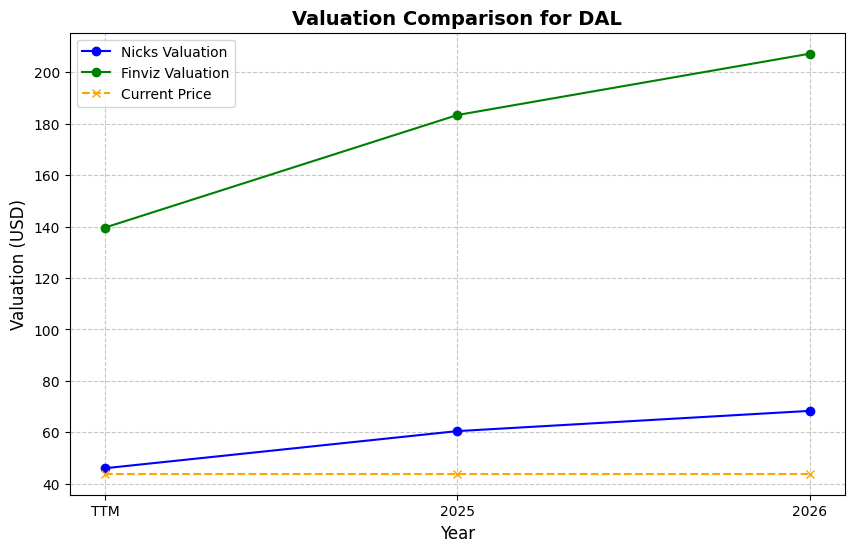 Valuation Comparison for DAL
Nicks Valuation
Finviz Valuation
Current Price
Valuation (USD)
200
180
160
140
120
100
80
60
40
TTM 2025 2026
Year